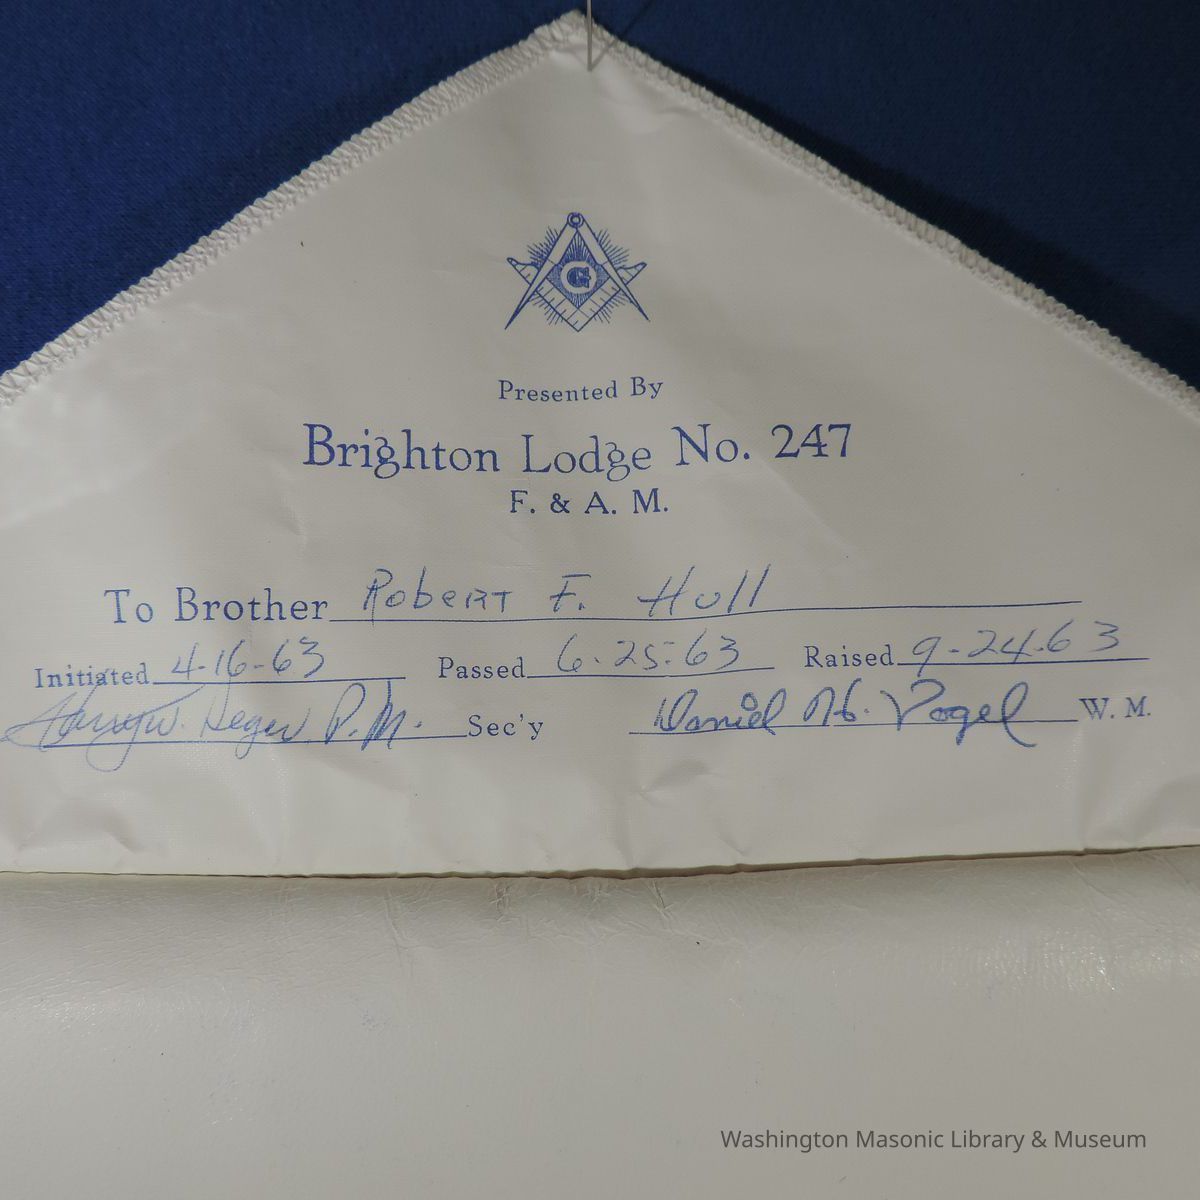 G
Presented By
Brighton Lodge No. 247
F. & A. M.
To Brother Robert F. Hull
Initiated 4-16-63 Passed 6-25-63 Raised 9-24-63
P.M. Sec'y Daniel H. Vogel W. M.
Washington Masonic Library & Museum